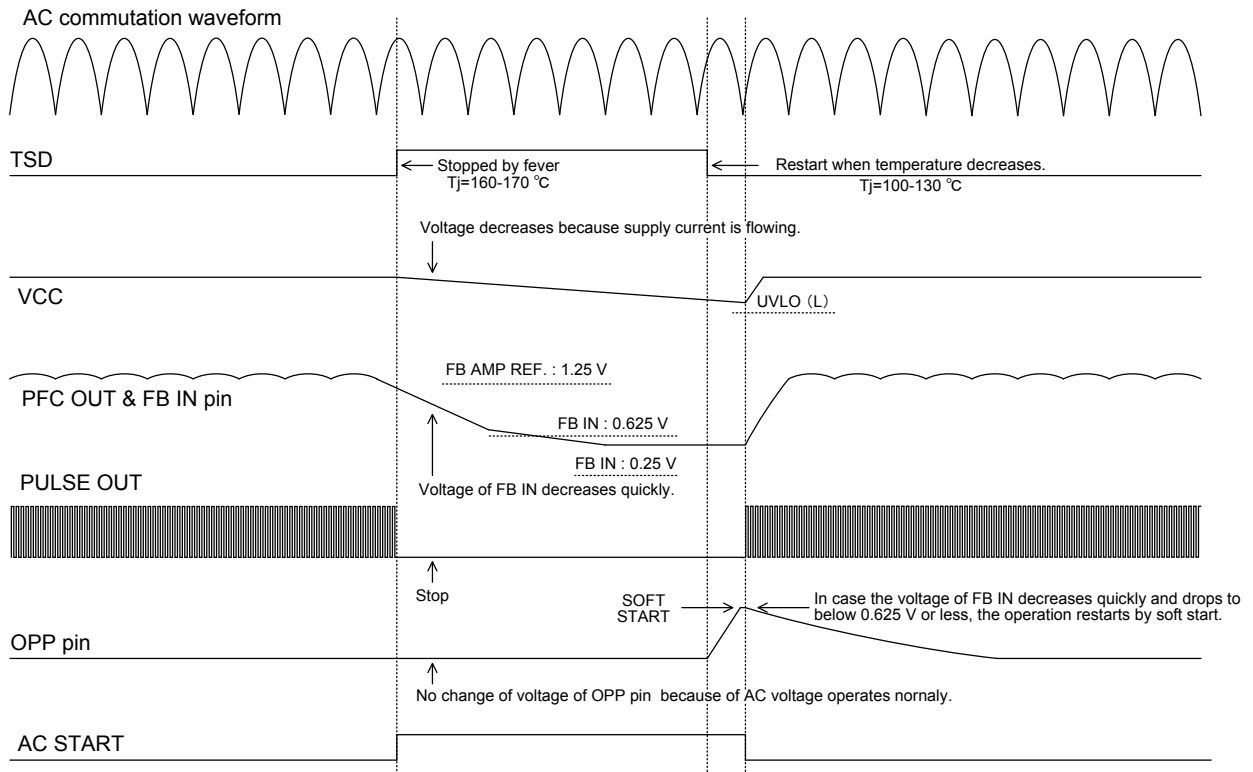 AC commutation waveform
TSD
Stopped by fever
Tj=160-170 °C
Restart when temperature decreases.
Tj=100-130 °C
Voltage decreases because supply current is flowing.
VCC
UVLO (L)
FB AMP REF. : 1.25 V
PFC OUT & FB IN pin
FB IN : 0.625 V
FB IN : 0.25 V
PULSE OUT
Voltage of FB IN decreases quickly.
Stop
SOFT
START
In case the voltage of FB IN decreases quickly and drops to
below 0.625 V or less, the operation restarts by soft start.
OPP pin
No change of voltage of OPP pin because of AC voltage operates nornaly.
AC START